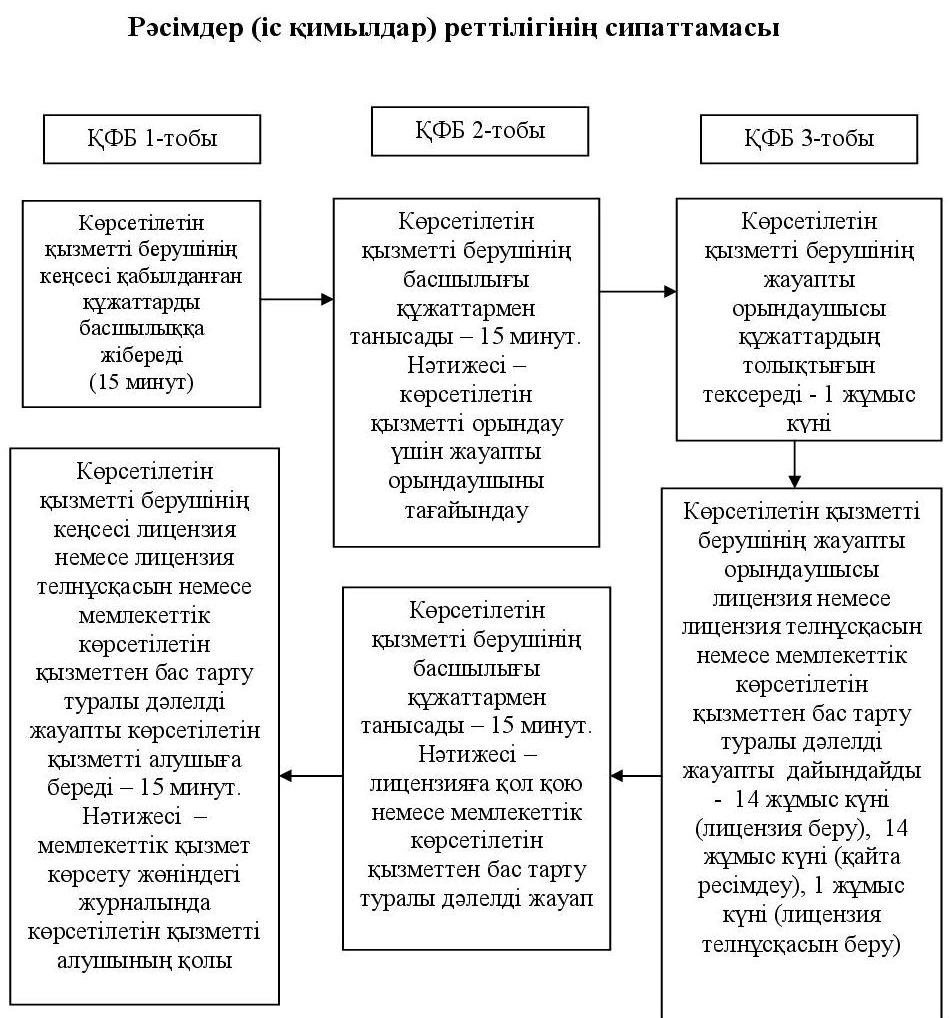 Рәсімдер (іс қимылдар) реттілігінің сипаттамасы
ҚФБ 1-тобы
ҚФБ 2-тобы
ҚФБ 3-тобы
Көрсетілетін
қызметті берушінің
кеңсесі қабылданған
құжаттарды
басшылыққа
жібереді
(15 минут)
Көрсетілетін
қызметті берушінің
басшылығы
құжаттармен
танысады – 15 минут.
Нәтижесі –
көрсетілетін
қызметті орындау
үшін жауапты
орындаушыны
тағайындау
Көрсетілетін
қызметті берушінің
жауапты
орындаушысы
құжаттардың
толықтығын
тексереді - 1 жұмыс
күні
Көрсетілетін қызметті
берушінің жауапты
орындаушысы
лицензия немесе
лицензия телнұсқасын
немесе мемлекеттік
көрсетілетін
қызметтен бас тарту
туралы дәлелді
жауапты дайындайды
- 14 жұмыс күні
(лицензия беру), 14
жұмыс күні (қайта
ресімдеу), 1 жұмыс
күні (лицензия
телнұсқасын беру)
Көрсетілетін
қызметті берушінің
басшылығы
құжаттармен
танысады – 15 минут.
Нәтижесі –
лицензияға қол қою
немесе мемлекеттік
көрсетілетін
қызметтен бас тарту
туралы дәлелді жауап
Көрсетілетін
қызметті берушінің
кеңсесі лицензия
немесе лицензия
телнұсқасын немесе
мемлекеттік
көрсетілетін
қызметтен бас тарту
туралы дәлелді
жауапты көрсетілетін
қызметті алушыға
береді – 15 минут.
Нәтижесі –
мемлекеттік қызмет
көрсету жөніндегі
журналында
көрсетілетін қызметті
алушының қолы